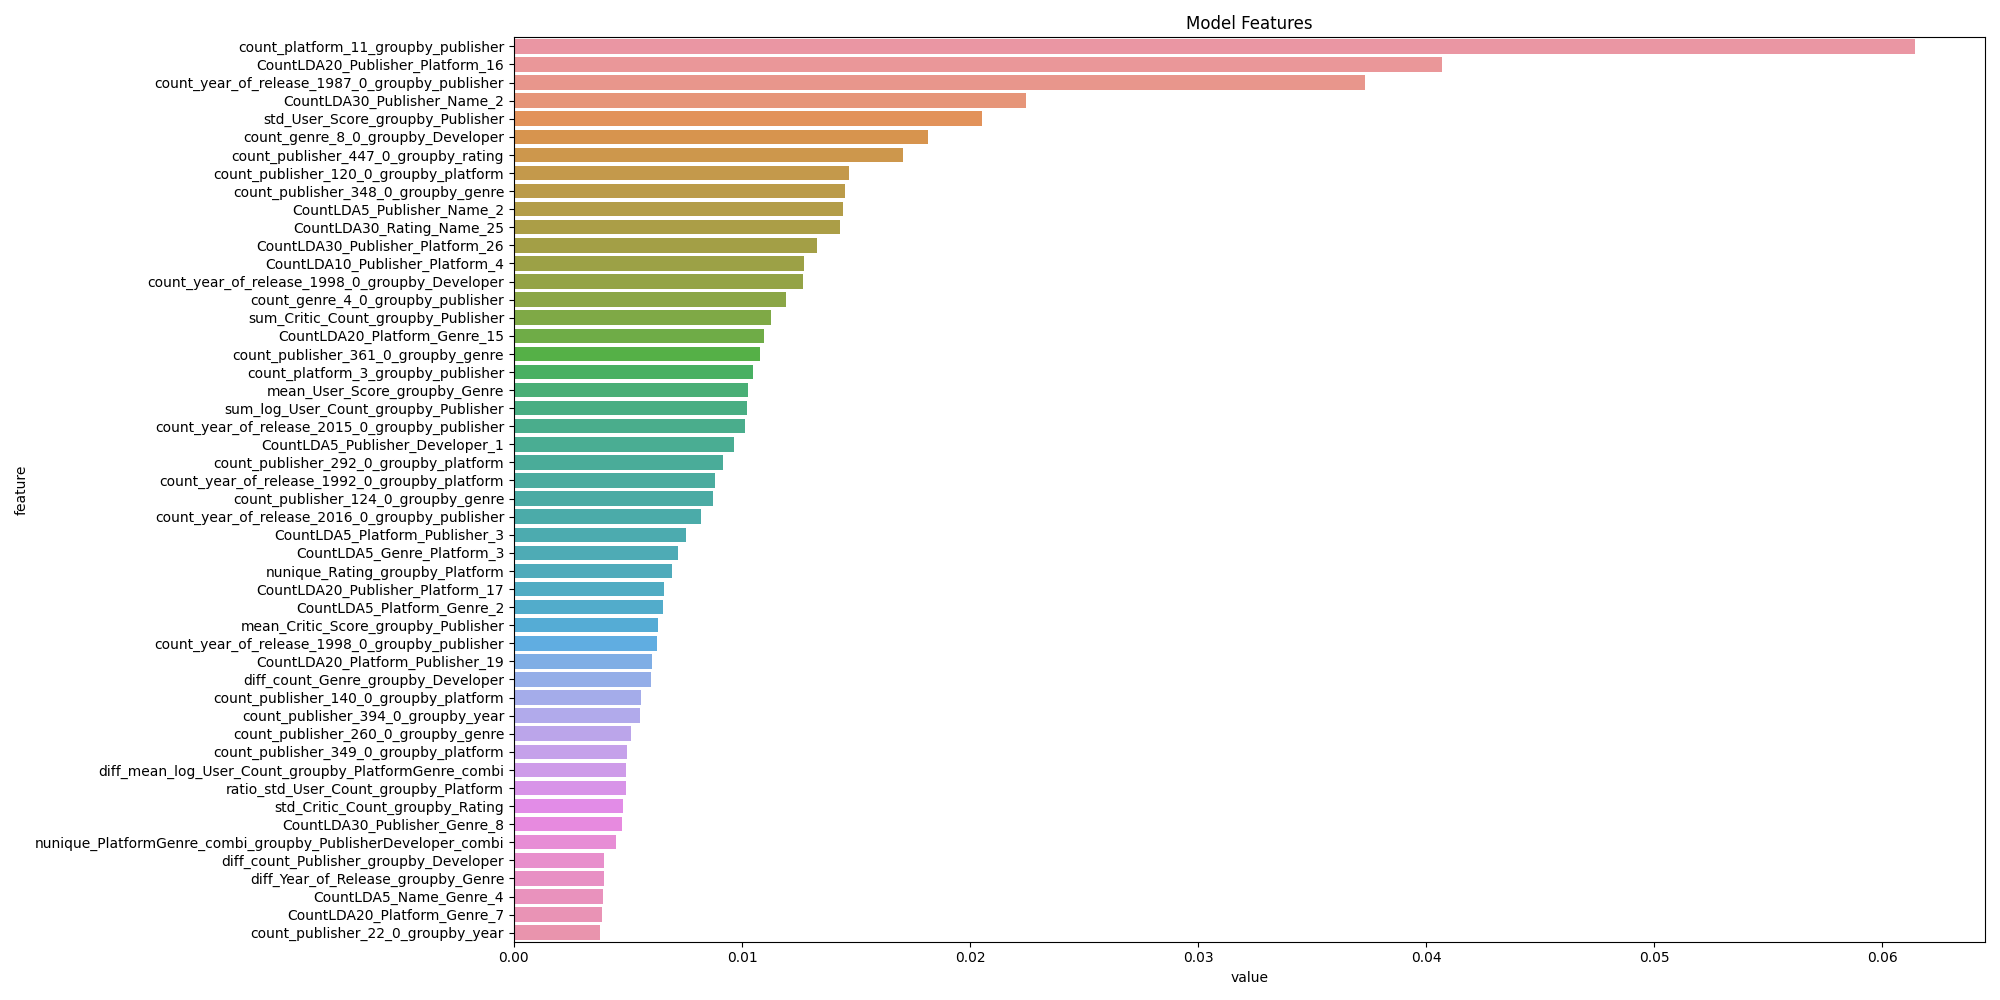 Model Features
count_platform_11_groupby_publisher
CountLDA20_Publisher_Platform_16
count_year_of_release_1987_0_groupby_publisher
CountLDA30_Publisher_Name_2
std_User_Score_groupby_Publisher
count_genre_8_0_groupby_Developer
count_publisher_447_0_groupby_rating
count_publisher_120_0_groupby_platform
count_publisher_348_0_groupby_genre
CountLDA5_Publisher_Name_2
CountLDA30_Rating_Name_25
CountLDA30_Publisher_Platform_26
CountLDA10_Publisher_Platform_4
count_year_of_release_1998_0_groupby_Developer
count_genre_4_0_groupby_publisher
sum_Critic_Count_groupby_Publisher
CountLDA20_Platform_Genre_15
count_publisher_361_0_groupby_genre
count_platform_3_groupby_publisher
mean_User_Score_groupby_Genre
sum_log_User_Count_groupby_Publisher
count_year_of_release_2015_0_groupby_publisher
CountLDA5_Publisher_Developer_1
count_publisher_292_0_groupby_platform
count_year_of_release_1992_0_groupby_platform
count_publisher_124_0_groupby_genre
count_year_of_release_2016_0_groupby_publisher
CountLDA5_Platform_Publisher_3
CountLDA5_Genre_Platform_3
nunique_Rating_groupby_Platform
CountLDA20_Publisher_Platform_17
CountLDA5_Platform_Genre_2
mean_Critic_Score_groupby_Publisher
count_year_of_release_1998_0_groupby_publisher
CountLDA20_Platform_Publisher_19
diff_count_Genre_groupby_Developer
count_publisher_140_0_groupby_platform
count_publisher_394_0_groupby_year
count_publisher_260_0_groupby_genre
count_publisher_349_0_groupby_platform
diff_mean_log_User_Count_groupby_PlatformGenre_combi
ratio_std_User_Count_groupby_Platform
std_Critic_Count_groupby_Rating
CountLDA30_Publisher_Genre_8
nunique_PlatformGenre_combi_groupby_PublisherDeveloper_combi
diff_count_Publisher_groupby_Developer
diff_Year_of_Release_groupby_Genre
CountLDA5_Name_Genre_4
CountLDA20_Platform_Genre_7
count_publisher_22_0_groupby_year
feature
0.00 0.01 0.02 0.03 0.04 0.05 0.06
value